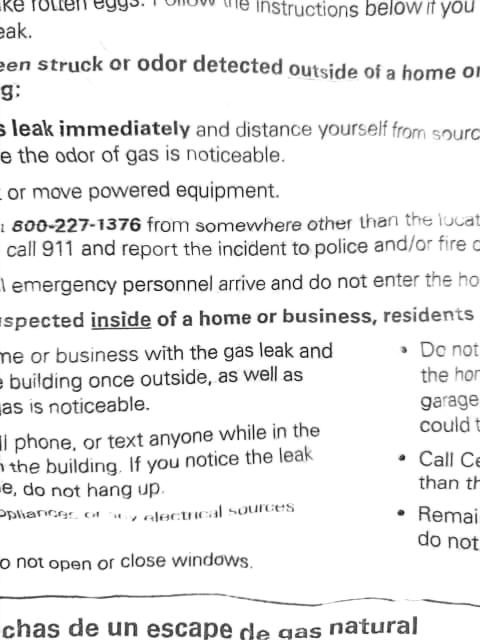 ke rotten eggs. Follow the instructions below if you
eak.
een struck or odor detected outside of a home or
g:
s leak immediately and distance yourself from sourc
e the odor of gas is noticeable.
or move powered equipment.
800-227-1376 from somewhere other than the locat
call 911 and report the incident to police and/or fire
l emergency personnel arrive and do not enter the ho
uspected inside of a home or business, residents
me or business with the gas leak and
e building once outside, as well as
gas is noticeable.
ll phone, or text anyone while in the
n the building. If you notice the leak
e, do not hang up.
ppliances or any electrical sources
o not open or close windows.
• Do not
the hor
garage
could t
• Call Ce
than th
• Remai
do not
chas de un escape de gas natural